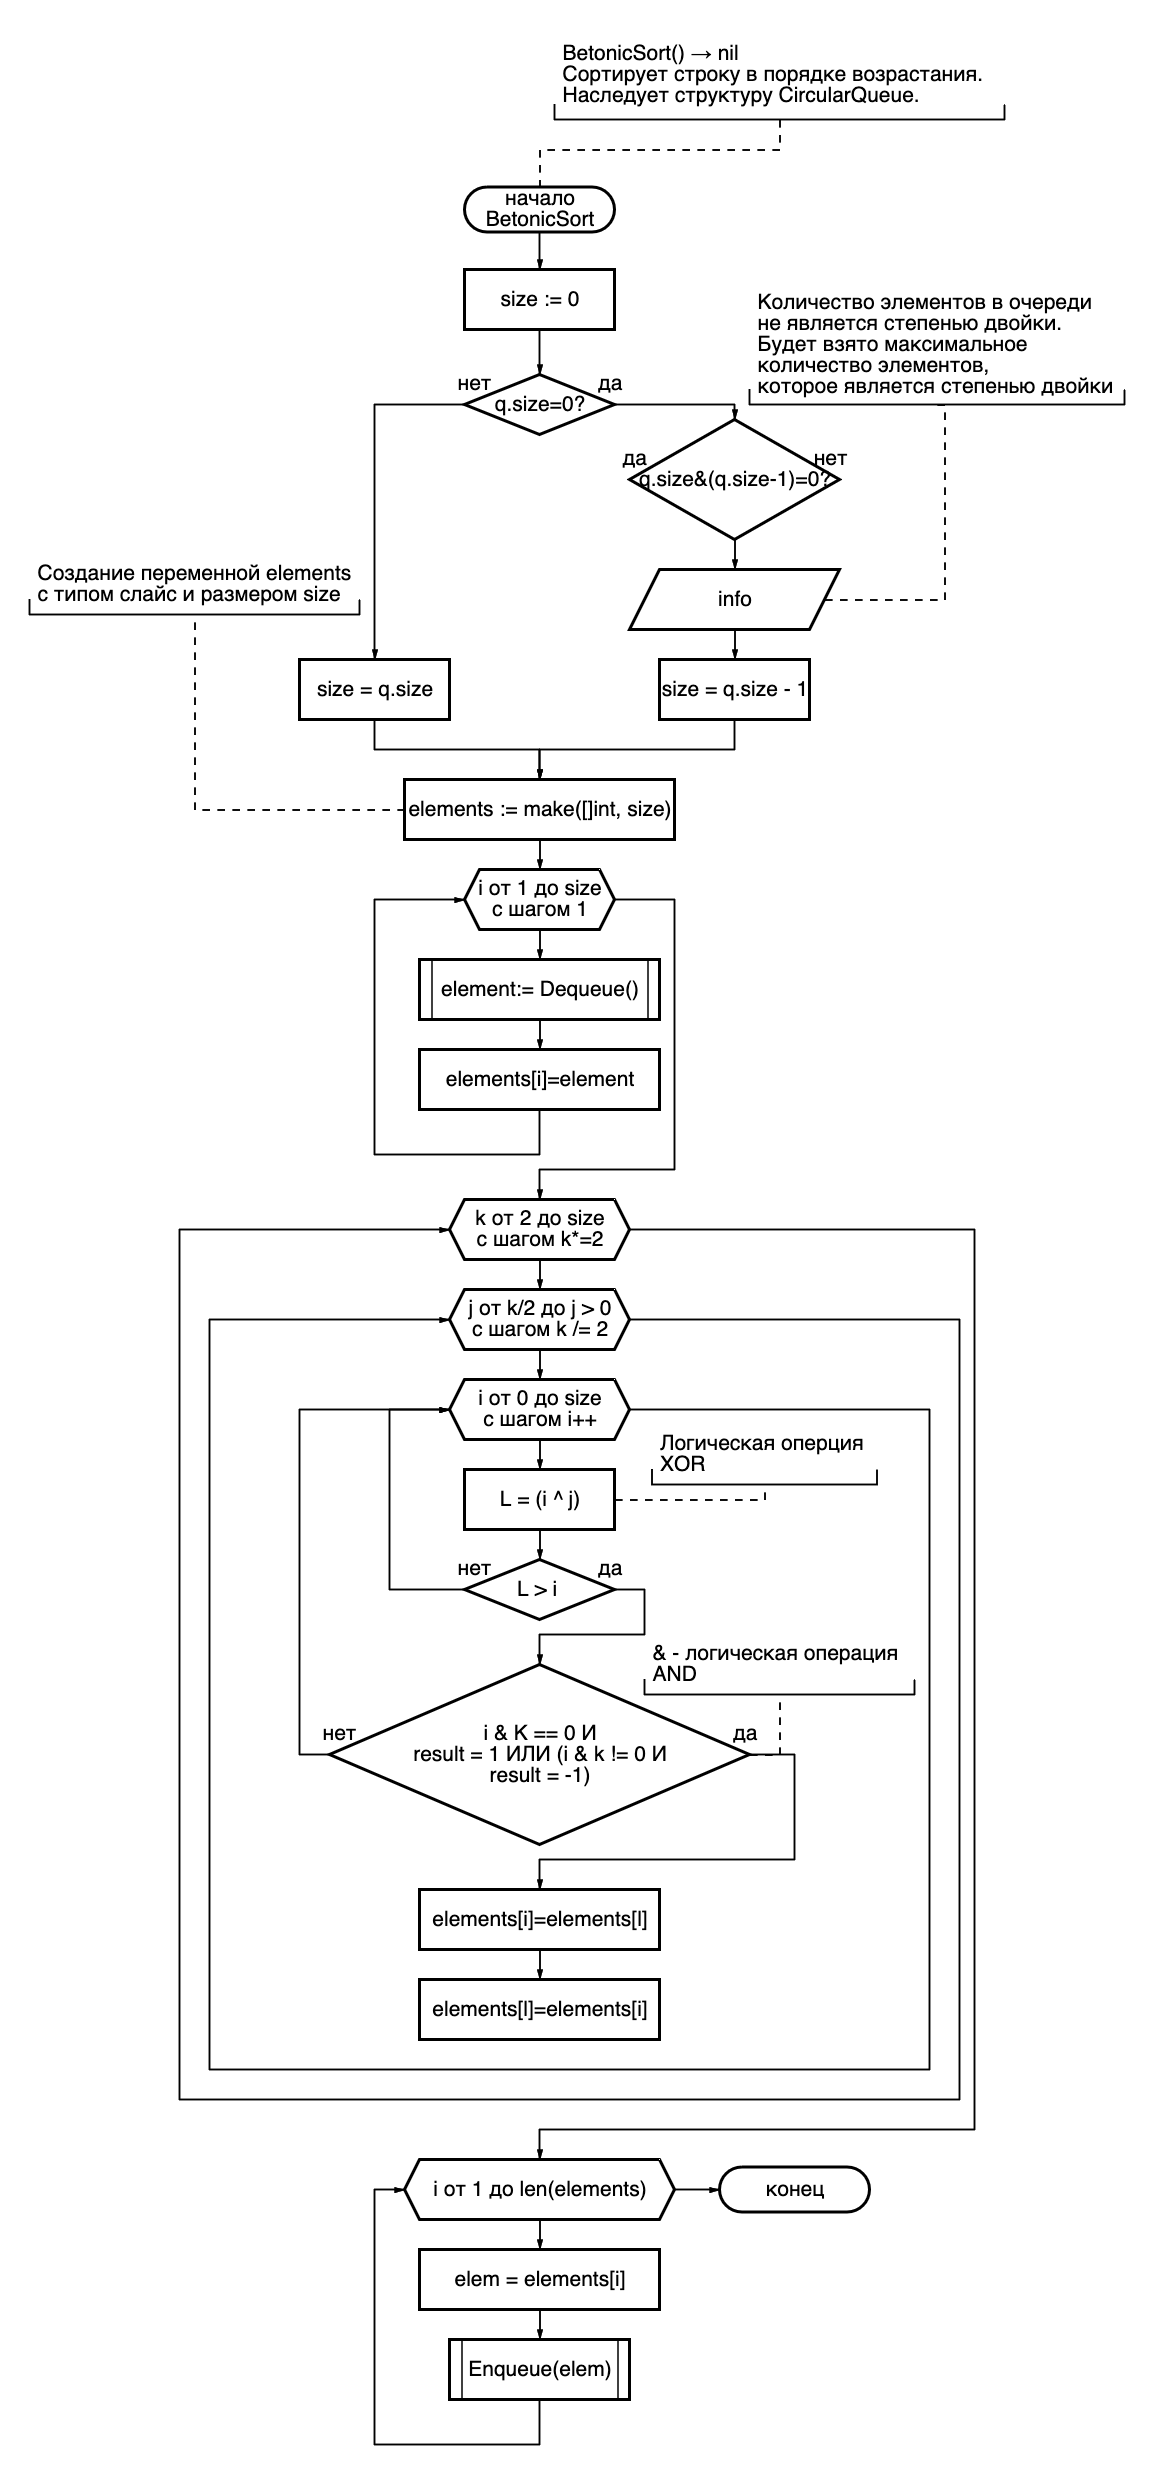 BetonicSort() → nil
Сортирует строку в порядке возрастания.
Наследует структуру CircularQueue.
начало
BetonicSort
size := 0
Количество элементов в очереди
не является степенью двойки.
Будет взято максимальное
количество элементов,
которое является степенью двойки
нет
да
q.size=0?
да
нет
q.size&(q.size-1)=0?
Создание переменной elements
с типом слайс и размером size
info
size = q.size
size = q.size - 1
elements := make([]int, size)
i от 1 до size
с шагом 1
element:= Dequeue()
elements[i]=element
k от 2 до size
с шагом k*=2
j от k/2 до j > 0
с шагом k /= 2
i от 0 до size
с шагом i++
Логическая оперция
XOR
L = (i ^ j)
нет
да
L > i
& - логическая операция
AND
нет
да
i & K == 0 И
result = 1 ИЛИ (i & k != 0 И
result = -1)
elements[i]=elements[l]
elements[l]=elements[i]
i от 1 до len(elements)
конец
elem = elements[i]
Enqueue(elem)